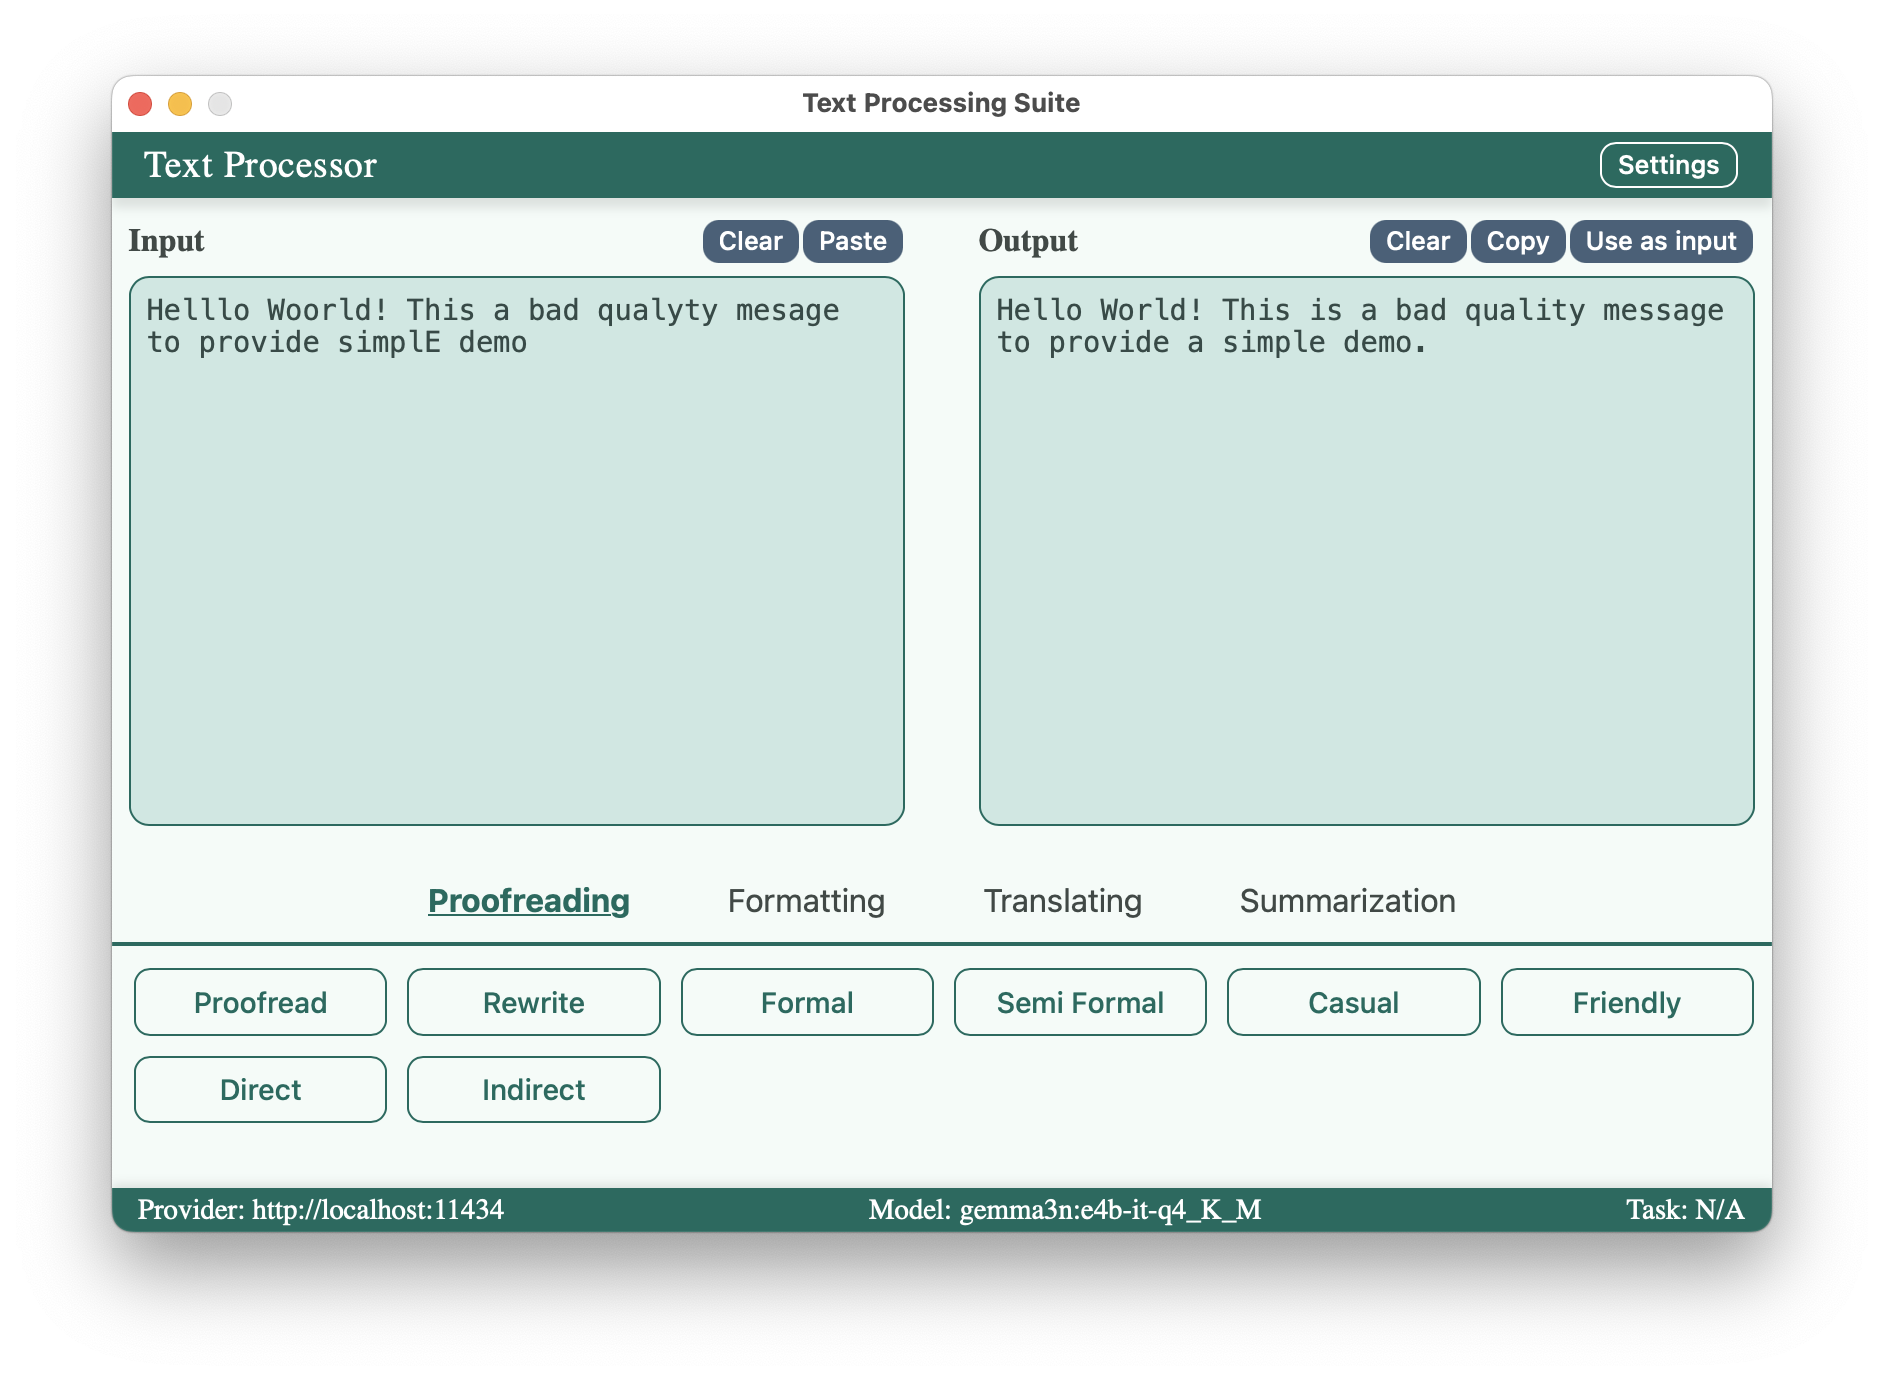 Text Processing Suite
Text Processor
Settings
Input
Clear
Paste
Helllo Woorld! This a bad qualyty mesage
to provide simplE demo
Output
Clear
Copy
Use as input
Hello World! This is a bad quality message
to provide a simple demo.
Proofreading
Formatting
Translating
Summarization
Proofread
Rewrite
Formal
Semi Formal
Casual
Friendly
Direct
Indirect
Provider: http://localhost:11434
Model: gemma3n:e4b-it-q4_K_M
Task: N/A